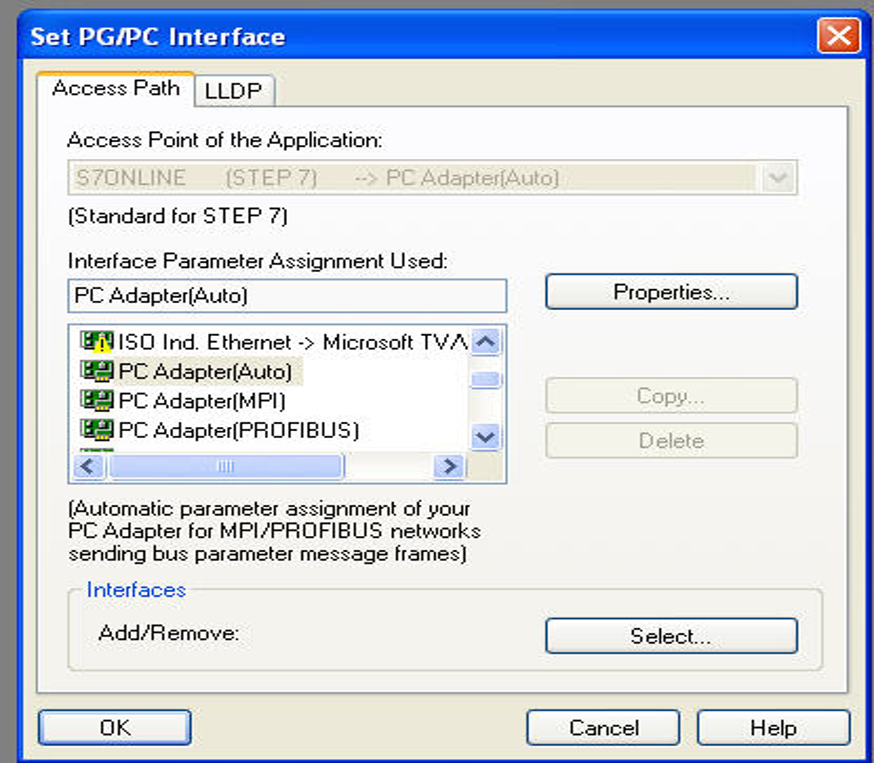 Set PG/PC Interface
Access Path
LLDP
Access Point of the Application:
S7ONLINE (STEP 7) --> PC Adapter(Auto)
(Standard for STEP 7)
Interface Parameter Assignment Used:
PC Adapter(Auto)
Properties...
ISO Ind. Ethernet -> Microsoft TV/\
PC Adapter(Auto)
PC Adapter(MPI)
PC Adapter(PROFIBUS)
Copy...
Delete
(Automatic parameter assignment of your
PC Adapter for MPI/PROFIBUS networks
sending bus parameter message frames)
Interfaces
Add/Remove:
Select...
OK
Cancel
Help